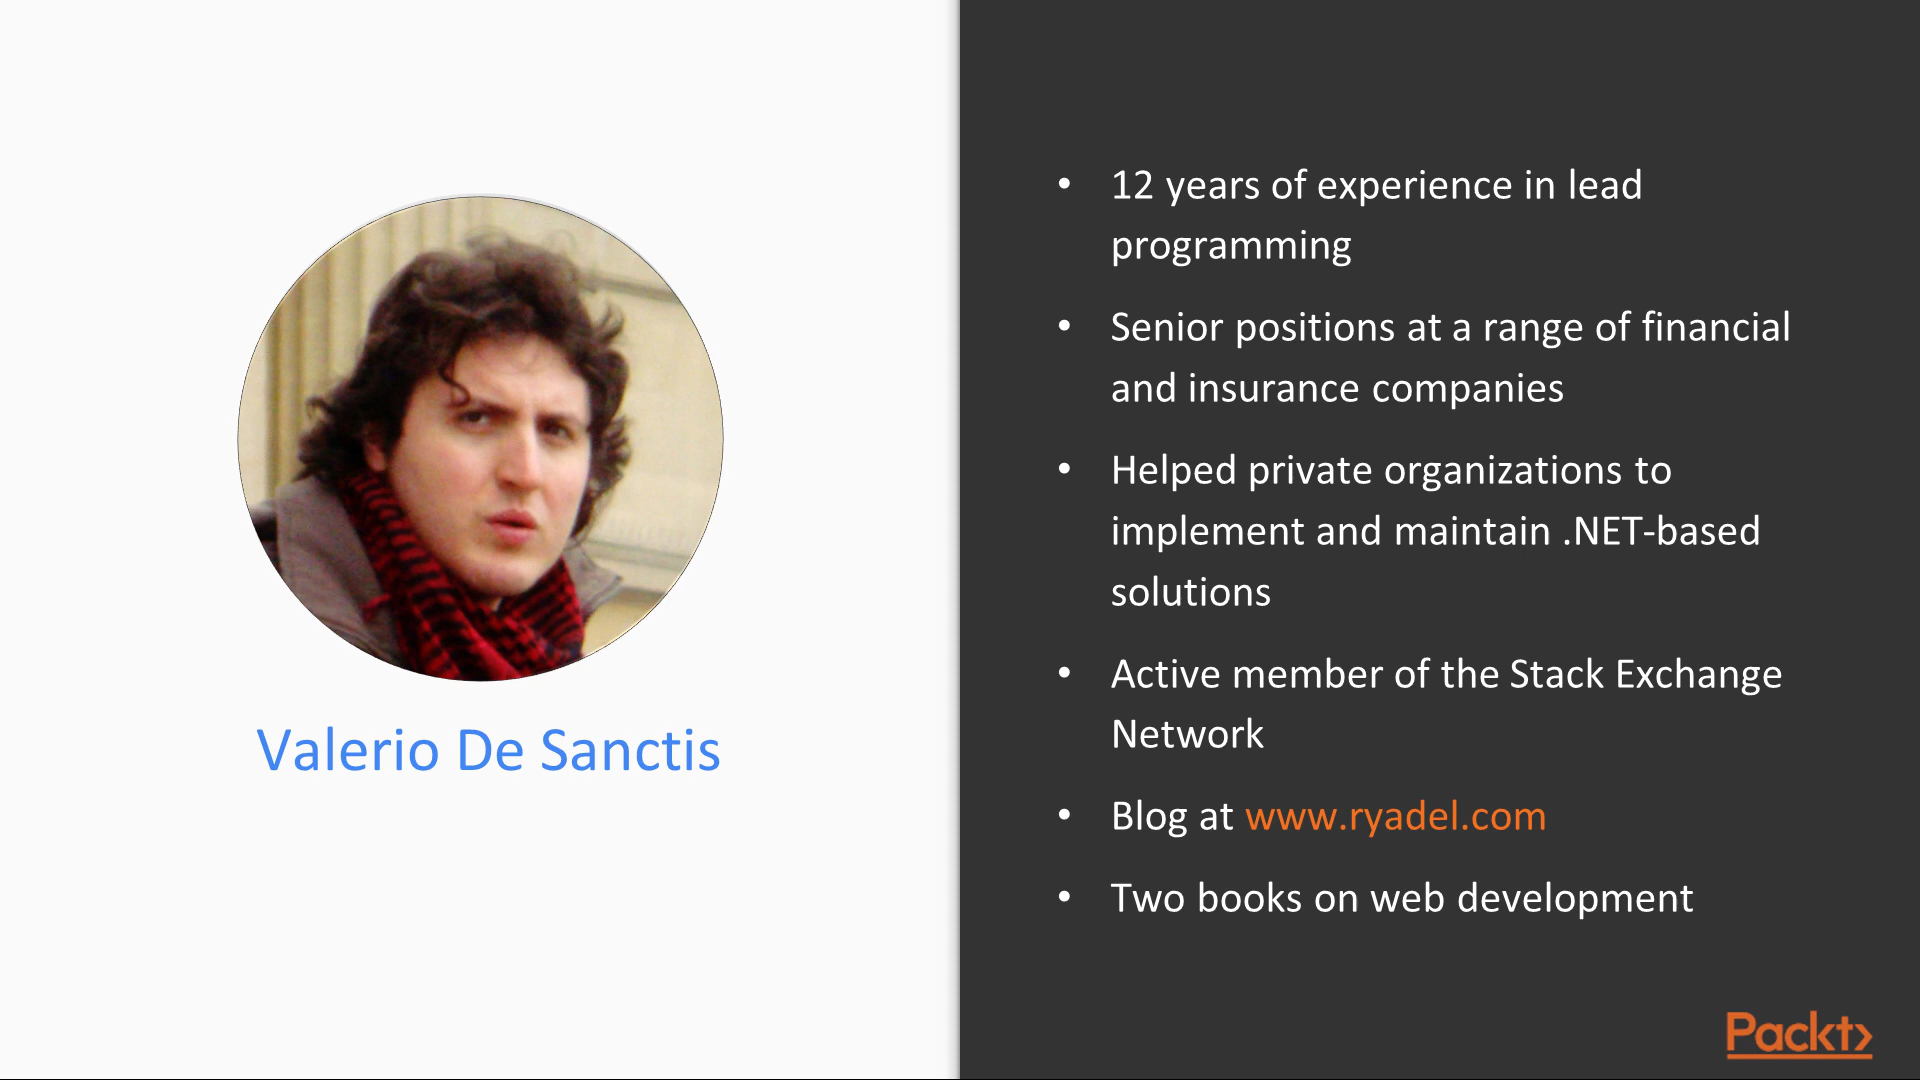 Valerio De Sanctis
• 12 years of experience in lead
programming
• Senior positions at a range of financial
and insurance companies
• Helped private organizations to
implement and maintain .NET-based
solutions
• Active member of the Stack Exchange
Network
• Blog at www.ryadel.com
• Two books on web development
Packt>